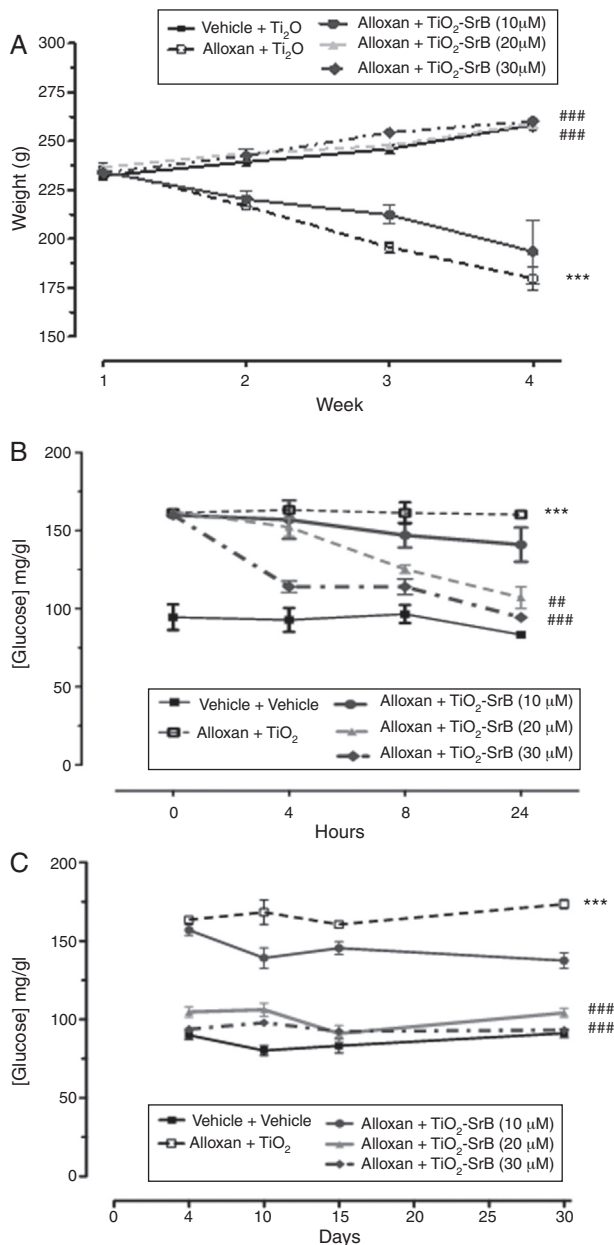 A
Vehicle + Ti2O
Alloxan + Ti2O
Alloxan + TiO2-SrB (10μM)
Alloxan + TiO2-SrB (20μM)
Alloxan + TiO2-SrB (30μM)
300
275
250
225
200
175
150
Weight (g)
###
###
***
1 2 3 4
Week
B
200
150
100
50
0
[Glucose] mg/gl
***
##
###
Vehicle + Vehicle
Alloxan + TiO2
Alloxan + TiO2-SrB (10 μM)
Alloxan + TiO2-SrB (20 μM)
Alloxan + TiO2-SrB (30 μM)
0 4 8 24
Hours
C
200
150
100
50
0
[Glucose] mg/gl
***
###
###
Vehicle + Vehicle
Alloxan + TiO2
Alloxan + TiO2-SrB (10 μM)
Alloxan + TiO2-SrB (20 μM)
Alloxan + TiO2-SrB (30 μM)
0 4 10 15 20 25 30
Days